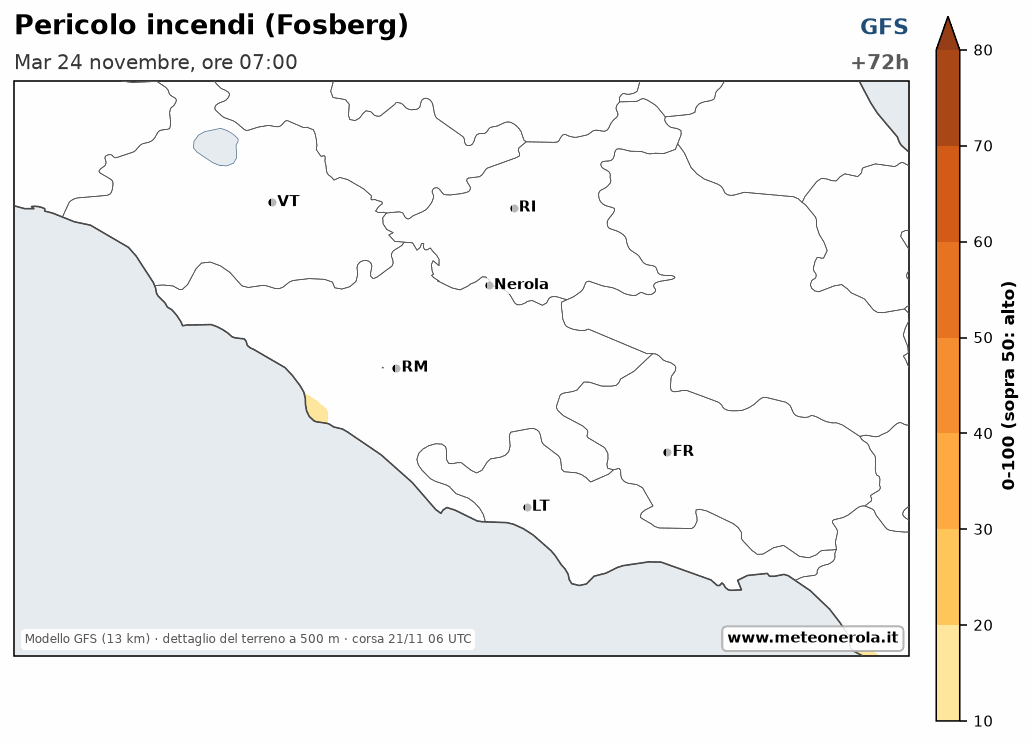 Pericolo incendi (Fosberg)
GFS
Mar 24 novembre, ore 07:00
+72h
80
70
60
50
40
30
20
10
0-100 (sopra 50: alto)
VT
RI
Nerola
RM
FR
LT
Modello GFS (13 km) · dettaglio del terreno a 500 m · corsa 21/11 06 UTC
www.meteonerola.it